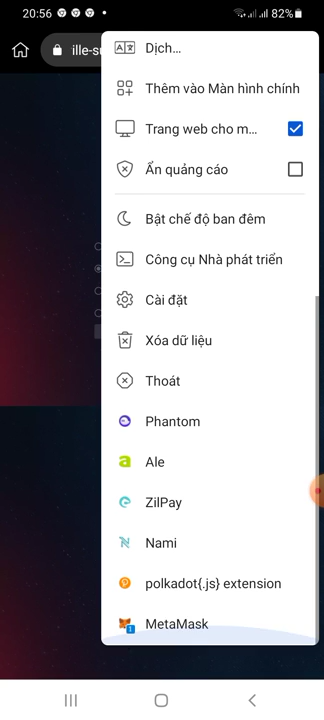 20:56
82%
ille-su
Dịch...
Thêm vào Màn hình chính
Trang web cho m...
Ẩn quảng cáo
Bật chế độ ban đêm
Công cụ Nhà phát triển
Cài đặt
Xóa dữ liệu
Thoát
Phantom
Ale
ZilPay
Nami
polkadot{.js} extension
MetaMask